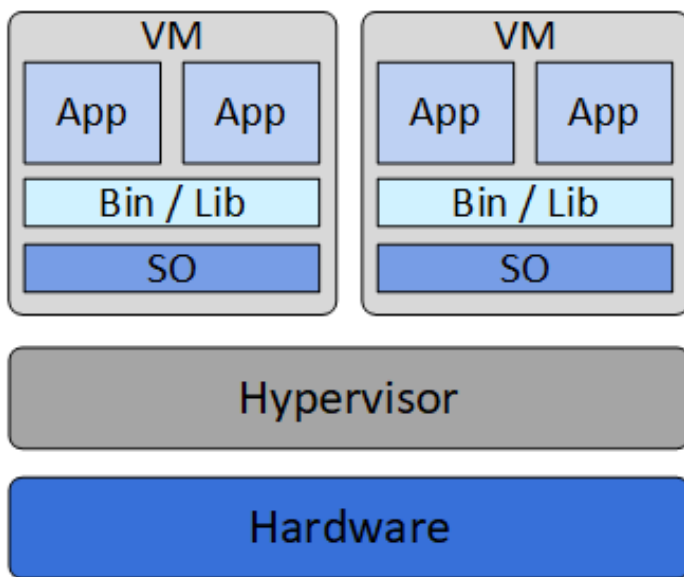 VM VM
App App App App
Bin / Lib Bin / Lib
SO SO
Hypervisor
Hardware